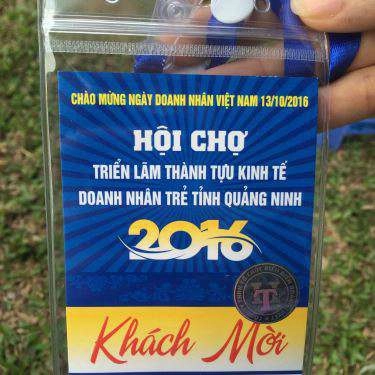 CHÀO MỪNG NGÀY DOANH NHÂN VIỆT NAM 13/10/2016
HỘI CHỢ
TRIỂN LÃM THÀNH TỰU KINH TẾ
DOANH NHÂN TRẺ TỈNH QUẢNG NINH
2016
Khách Mời